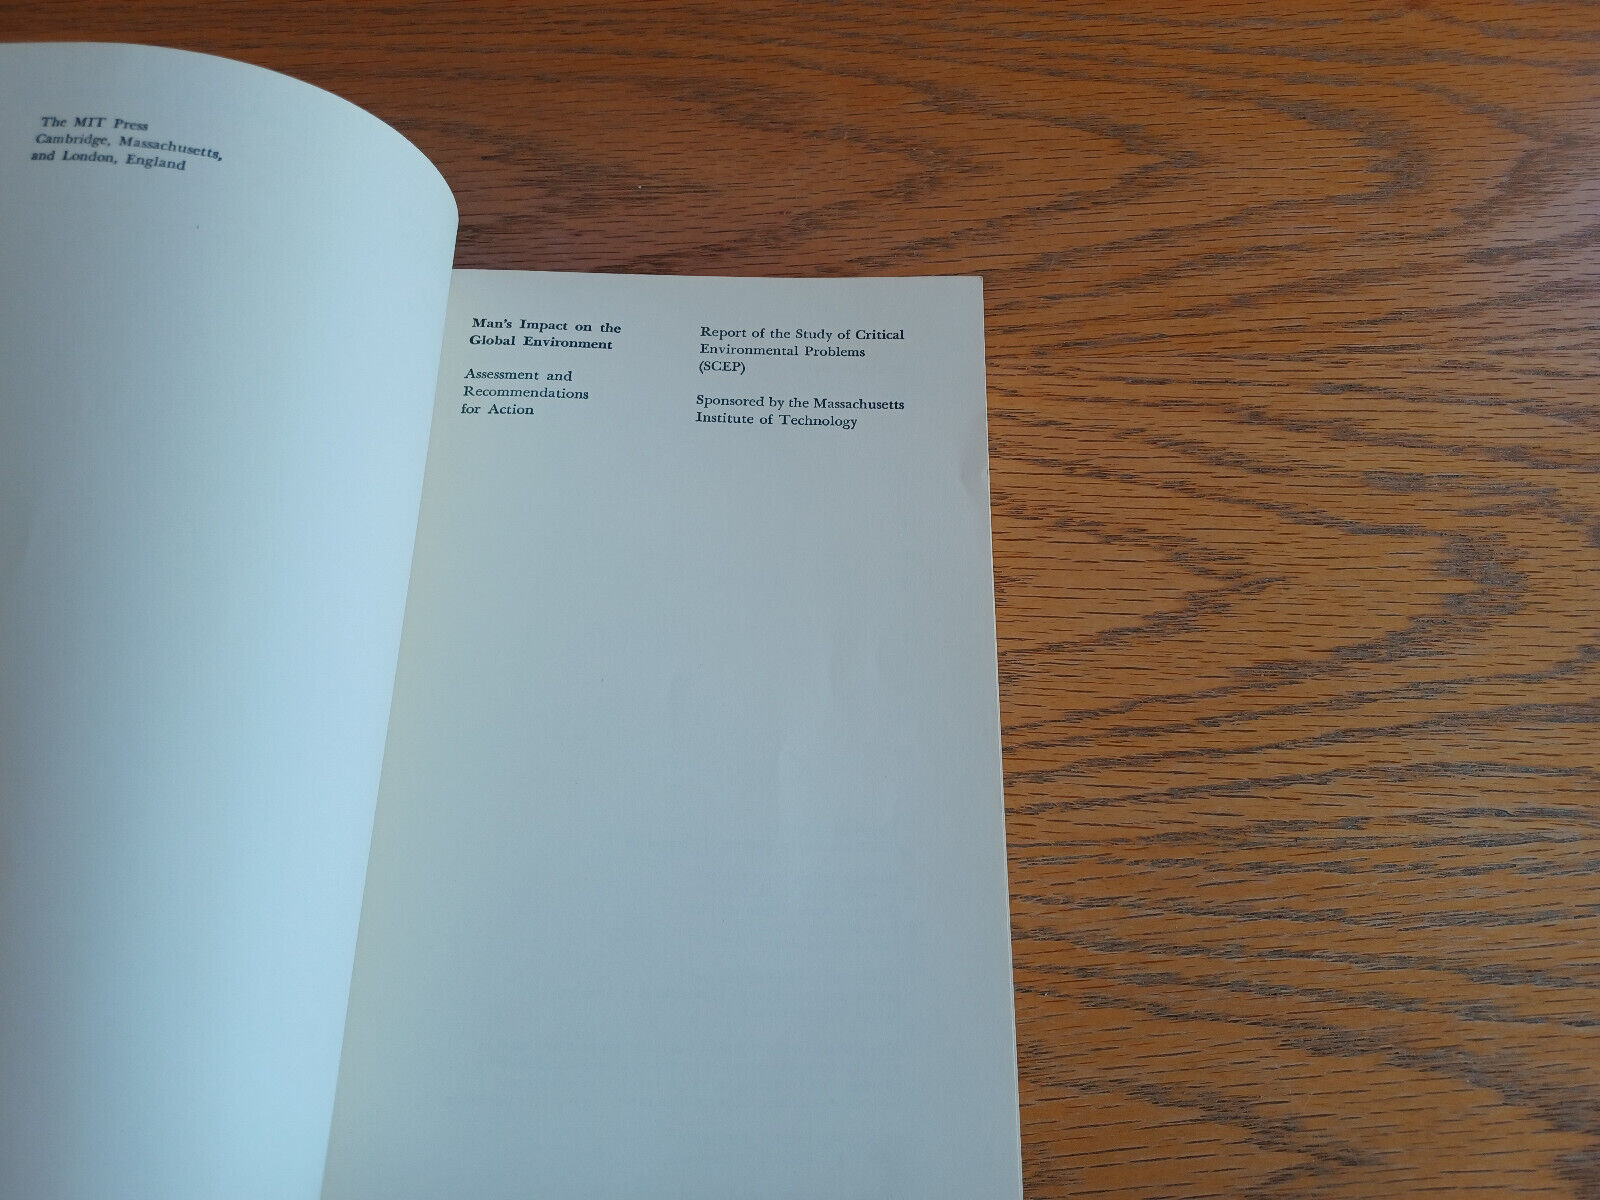 The MIT Press
Cambridge, Massachusetts,
and London, England
Man's Impact on the
Global Environment
Assessment and
Recommendations
for Action
Report of the Study of Critical
Environmental Problems
(SCEP)
Sponsored by the Massachusetts
Institute of Technology